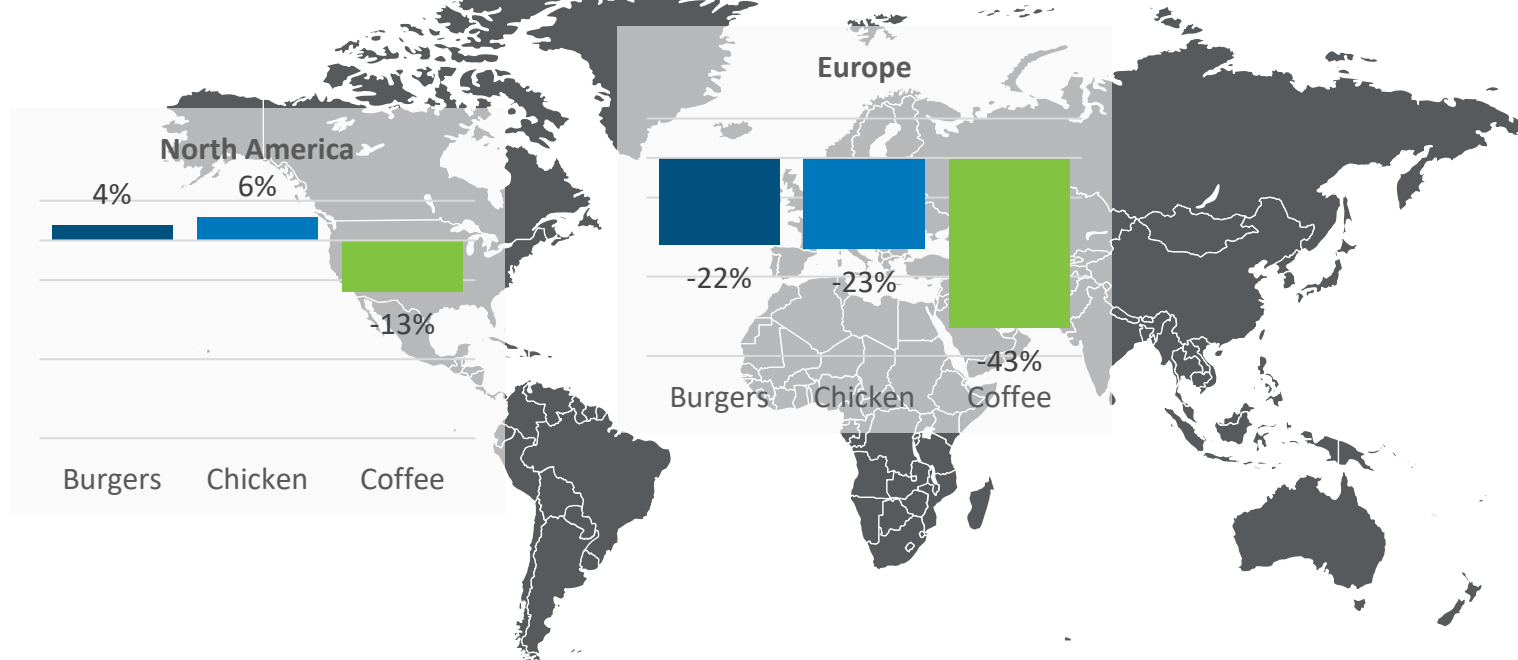 North America
4%
6%
-13%
Burgers
Chicken
Coffee
Europe
-22%
-23%
-43%
Burgers
Chicken
Coffee